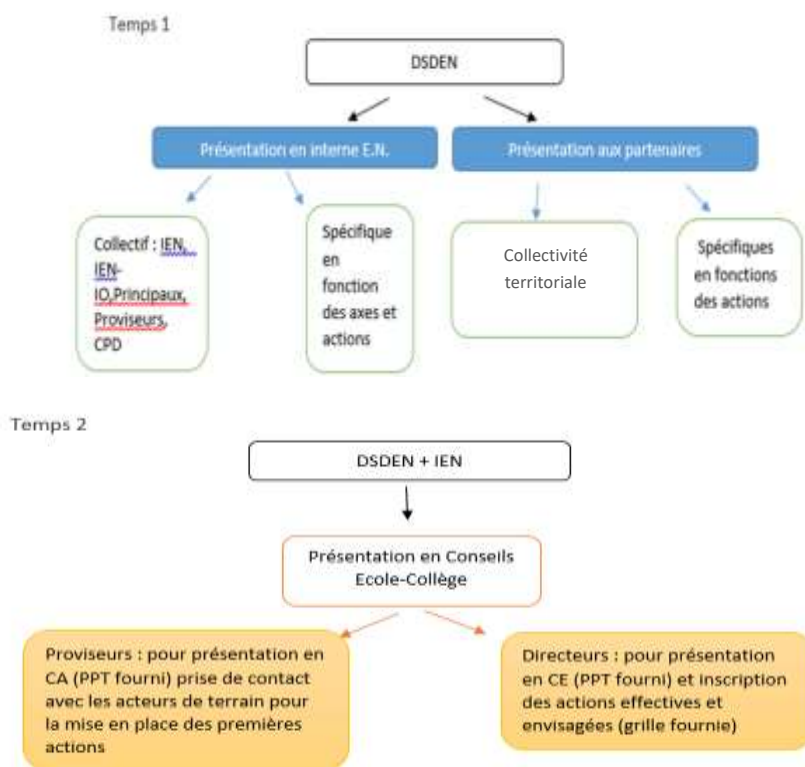 Temps 1
DSDEN
Présentation en interne E.N.
Présentation aux partenaires
Collectif : IEN,
IEN-
IO,Principaux,
Proviseurs,
CPD
Spécifique
en
fonction
des axes et
actions
Collectivité
territoriale
Spécifiques
en fonctions
des actions
Temps 2
DSDEN + IEN
Présentation en Conseils
Ecole-Collège
Proviseurs : pour présentation en
CA (PPT fourni) prise de contact
avec les acteurs de terrain pour
la mise en place des premières
actions
Directeurs : pour présentation
en CE (PPT fourni) et inscription
des actions effectives et
envisagées (grille fournie)